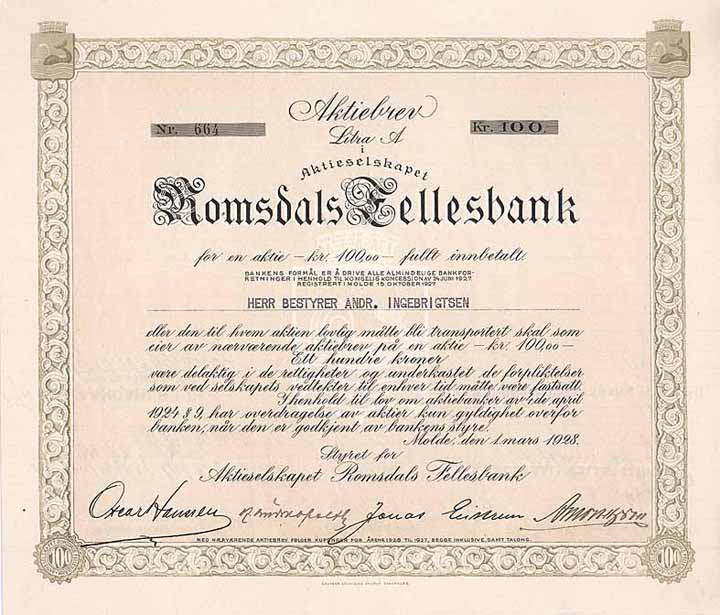 Aktiebrev
Nr. 664
Kr. 100.
Litra A
i
Aktieselskapet
Romsdals Fellesbank
for en aktie — kr. 100,00 — fullt innbetalt.
BANKENS FORMÅL ER Å DRIVE ALLE ALMINDELIGE BANKFOR-
RETNINGER I HENHOLD TIL KONGELIG KONCESSION AV 24 JUNI 1927.
REGISTRERT I MOLDE 15. OKTOBER 1927.
HERR BESTYRER ANDR. INGEBRIGTSEN
eller den til hvem aktien lovlig måtte bli transportert skal som
eier av nærværende aktiebrev på en aktie — kr. 100,00 —
Ett hundre kroner
være delaktig i de rettigheter og underkastet de forpliktelser
som ved selskapets vedtekter til enhver tid måtte være fastsatt.
I henhold til lov om aktiebanker av 4de april
1924 § 9, har overdragelse av aktier kun gyldighet overfor
banken, når den er godkjent av bankens styre.
Molde, den 1. mars 1928.
Styret for
Aktieselskapet Romsdals Fellesbank
Oscar Hanssen Jonas
MED NÆRVÆRENDE AKTIEBREV FØLGER KUPONGER FOR ÅRENE 1928 TIL 1937, BEGGE INKLUSIVE, SAMT TALONG.
100 100